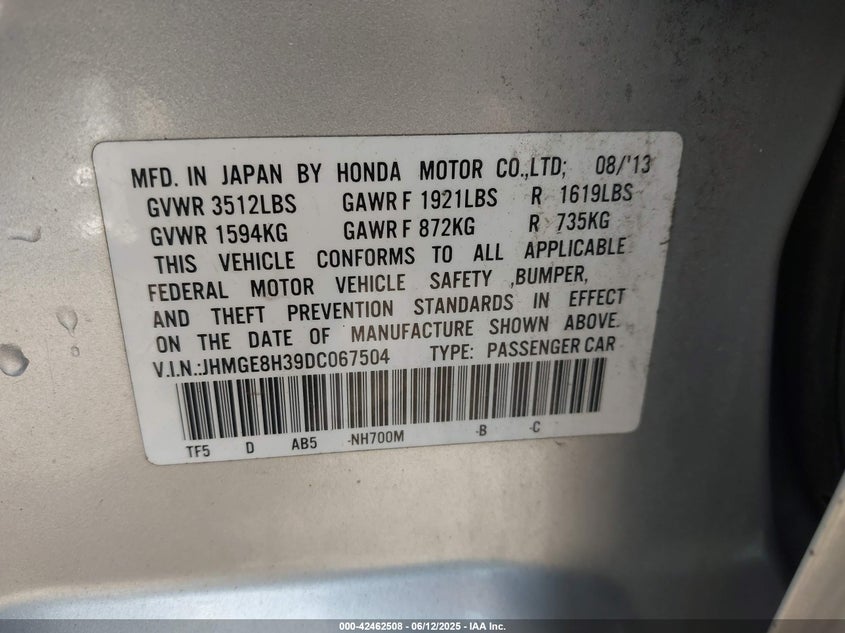 MFD. IN JAPAN BY HONDA MOTOR CO.,LTD; 08/'13
GVWR 3512LBS GAWR F 1921LBS R 1619LBS
GVWR 1594KG GAWR F 872KG R 735KG
THIS VEHICLE CONFORMS TO ALL APPLICABLE
FEDERAL MOTOR VEHICLE SAFETY ,BUMPER,
AND THEFT PREVENTION STANDARDS IN EFFECT
ON THE DATE OF MANUFACTURE SHOWN ABOVE.
V.I.N.:JHMGE8H39DC067504 TYPE: PASSENGER CAR
TF5 D AB5 -NH700M -B -C
000-42462508 - 06/12/2025 - IAA Inc.